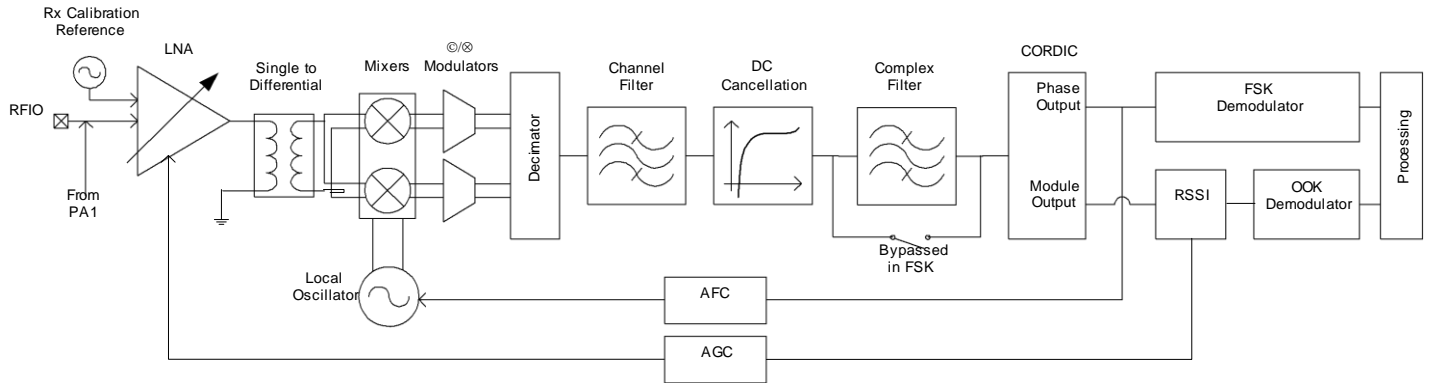 Rx Calibration
Reference
LNA
Single to
Differential
Mixers
©/⊗
Modulators
Channel
Filter
DC
Cancellation
Complex
Filter
CORDIC
RFIO
From
PA1
Decimator
Phase
Output
Module
Output
FSK
Demodulator
RSSI
OOK
Demodulator
Processing
Bypassed
in FSK
Local
Oscillator
AFC
AGC